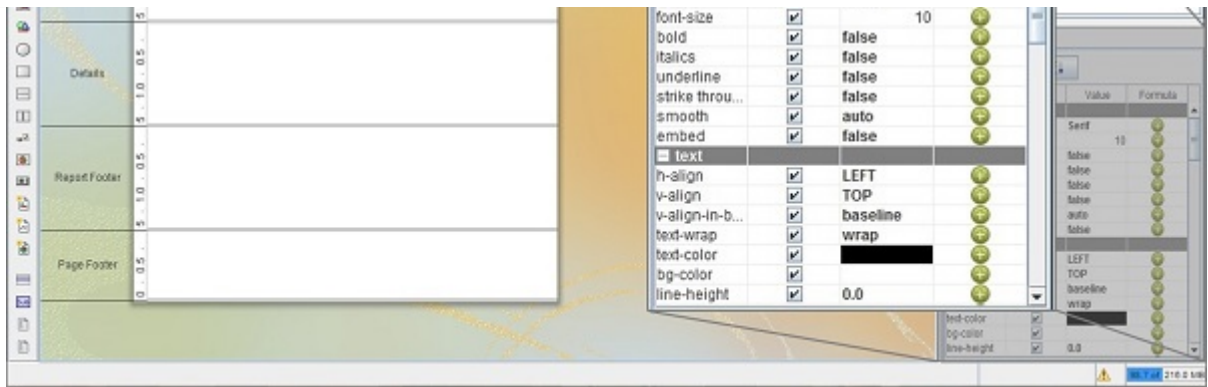 font-size 10
bold false
italics false
underline false
strike throu... false
smooth auto
embed false
text
h-align LEFT
v-align TOP
v-align-in-b... baseline
text-wrap wrap
text-color
bg-color
line-height 0.0
Details
Report Footer
Page Footer
Value Formula
Serif
10
false
false
false
false
auto
false
LEFT
TOP
baseline
wrap
text-color
bg-color
line-height 0.0
216.0 MB